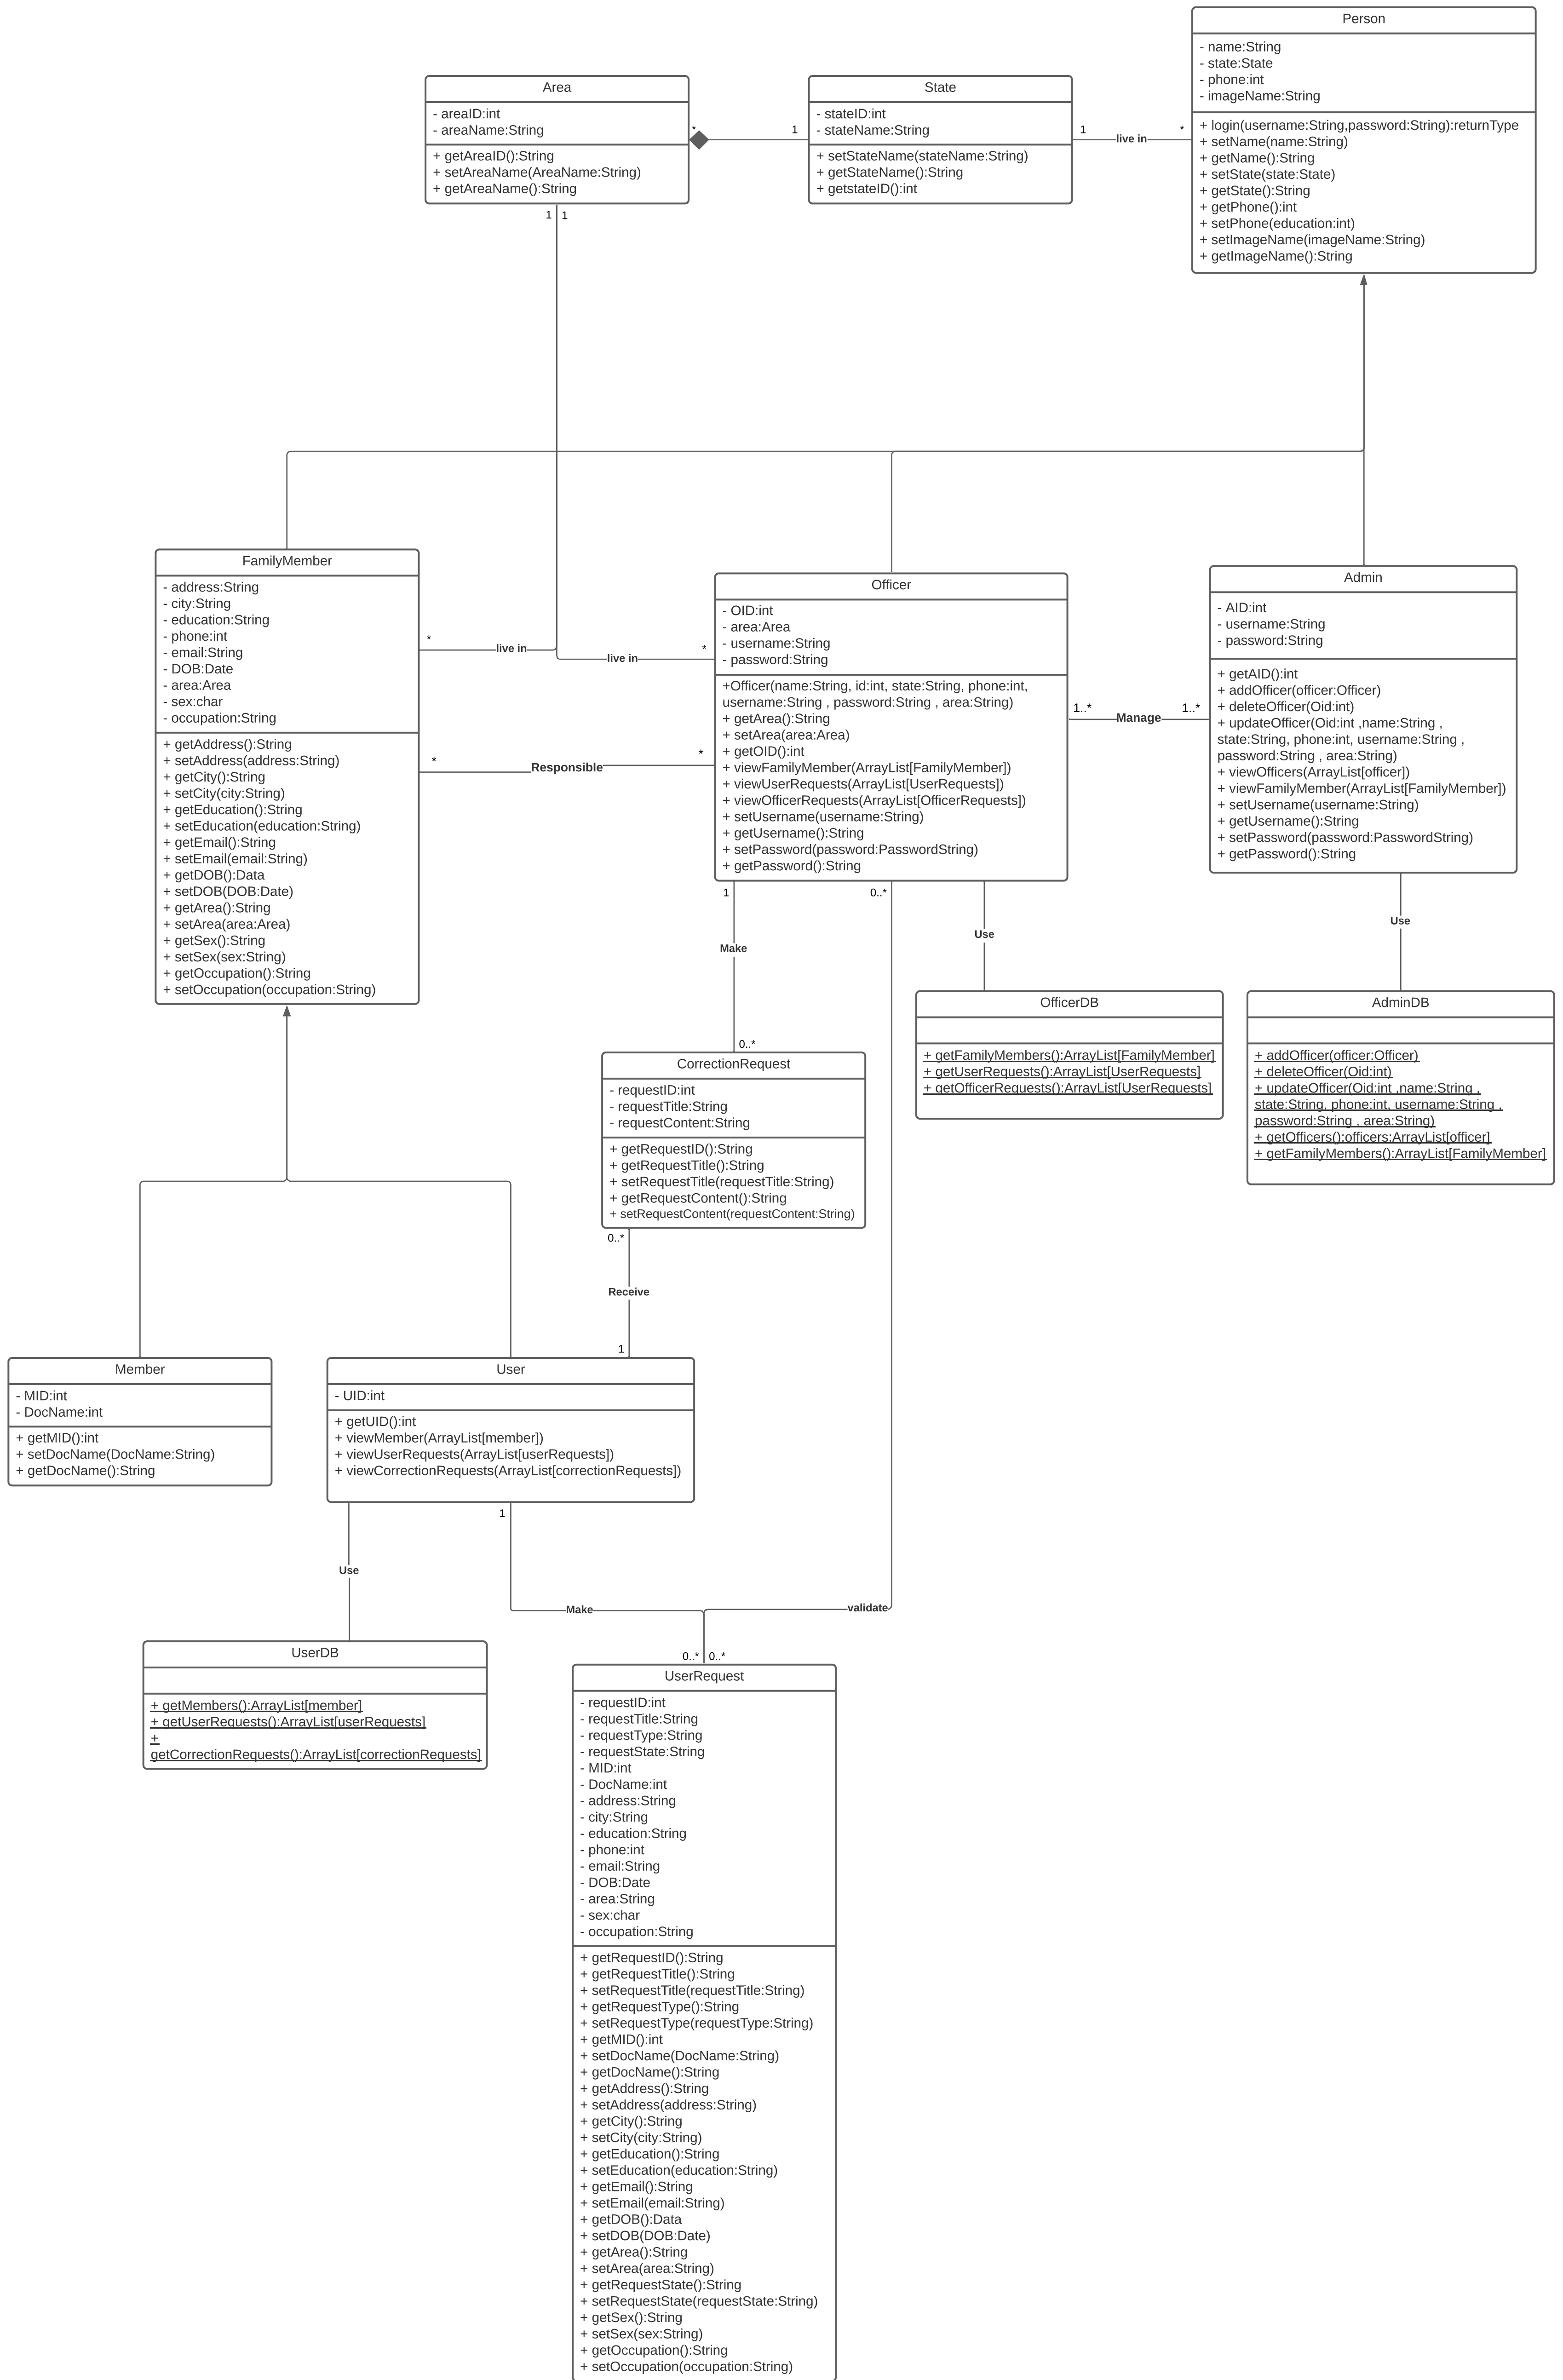 Person
- name:String
- state:State
- phone:int
- imageName:String
+ login(username:String,password:String):returnType
+ setName(name:String)
+ getName():String
+ setState(state:State)
+ getState():String
+ getPhone():int
+ setPhone(education:int)
+ setImageName(imageName:String)
+ getImageName():String
Area
- areaID:int
- areaName:String
+ getAreaID():String
+ setAreaName(AreaName:String)
+ getAreaName():String
*
1
State
- stateID:int
- stateName:String
+ setStateName(stateName:String)
+ getStateName():String
+ getstateID():int
1
live in
*
1
1
FamilyMember
- address:String
- city:String
- education:String
- phone:int
- email:String
- DOB:Date
- area:Area
- sex:char
- occupation:String
+ getAddress():String
+ setAddress(address:String)
+ getCity():String
+ setCity(city:String)
+ getEducation():String
+ setEducation(education:String)
+ getEmail():String
+ setEmail(email:String)
+ getDOB():Data
+ setDOB(DOB:Date)
+ getArea():String
+ setArea(area:Area)
+ getSex():String
+ setSex(sex:String)
+ getOccupation():String
+ setOccupation(occupation:String)
*
live in
live in
*
*
Responsible
*
Officer
- OID:int
- area:Area
- username:String
- password:String
+Officer(name:String, id:int, state:String, phone:int,
username:String , password:String , area:String)
+ getArea():String
+ setArea(area:Area)
+ getOID():int
+ viewFamilyMember(ArrayList[FamilyMember])
+ viewUserRequests(ArrayList[UserRequests])
+ viewOfficerRequests(ArrayList[OfficerRequests])
+ setUsername(username:String)
+ getUsername():String
+ setPassword(password:PasswordString)
+ getPassword():String
1..*
Manage
1..*
Admin
- AID:int
- username:String
- password:String
+ getAID():int
+ addOfficer(officer:Officer)
+ deleteOfficer(Oid:int)
+ updateOfficer(Oid:int ,name:String ,
state:String, phone:int, username:String ,
password:String , area:String)
+ viewOfficers(ArrayList[officer])
+ viewFamilyMember(ArrayList[FamilyMember])
+ setUsername(username:String)
+ getUsername():String
+ setPassword(password:PasswordString)
+ getPassword():String
1
Make
0..*
0..*
Use
Use
OfficerDB
+ getFamilyMembers():ArrayList[FamilyMember]
+ getUserRequests():ArrayList[UserRequests]
+ getOfficerRequests():ArrayList[UserRequests]
AdminDB
+ addOfficer(officer:Officer)
+ deleteOfficer(Oid:int)
+ updateOfficer(Oid:int ,name:String ,
state:String, phone:int, username:String ,
password:String , area:String)
+ getOfficers():officers:ArrayList[officer]
+ getFamilyMembers():ArrayList[FamilyMember]
CorrectionRequest
- requestID:int
- requestTitle:String
- requestContent:String
+ getRequestID():String
+ getRequestTitle():String
+ setRequestTitle(requestTitle:String)
+ getRequestContent():String
+ setRequestContent(requestContent:String)
0..*
Receive
1
Member
- MID:int
- DocName:int
+ getMID():int
+ setDocName(DocName:String)
+ getDocName():String
User
- UID:int
+ getUID():int
+ viewMember(ArrayList[member])
+ viewUserRequests(ArrayList[userRequests])
+ viewCorrectionRequests(ArrayList[correctionRequests])
1
Use
Make
validate
0..*
0..*
UserDB
+ getMembers():ArrayList[member]
+ getUserRequests():ArrayList[userRequests]
+
getCorrectionRequests():ArrayList[correctionRequests]
UserRequest
- requestID:int
- requestTitle:String
- requestType:String
- requestState:String
- MID:int
- DocName:int
- address:String
- city:String
- education:String
- phone:int
- email:String
- DOB:Date
- area:String
- sex:char
- occupation:String
+ getRequestID():String
+ getRequestTitle():String
+ setRequestTitle(requestTitle:String)
+ getRequestType():String
+ setRequestType(requestType:String)
+ getMID():int
+ setDocName(DocName:String)
+ getDocName():String
+ getAddress():String
+ setAddress(address:String)
+ getCity():String
+ setCity(city:String)
+ getEducation():String
+ setEducation(education:String)
+ getEmail():String
+ setEmail(email:String)
+ getDOB():Data
+ setDOB(DOB:Date)
+ getArea():String
+ setArea(area:String)
+ getRequestState():String
+ setRequestState(requestState:String)
+ getSex():String
+ setSex(sex:String)
+ getOccupation():String
+ setOccupation(occupation:String)